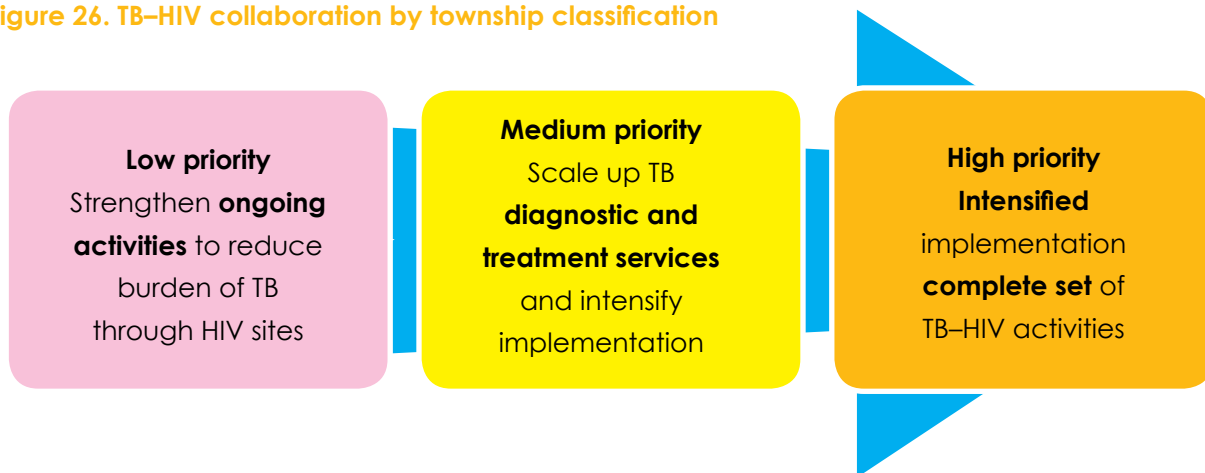 igure 26. TB–HIV collaboration by township classification
Low priority
Strengthen ongoing
activities to reduce
burden of TB
through HIV sites
Medium priority
Scale up TB
diagnostic and
treatment services
and intensify
implementation
High priority
Intensified
implementation
complete set of
TB–HIV activities